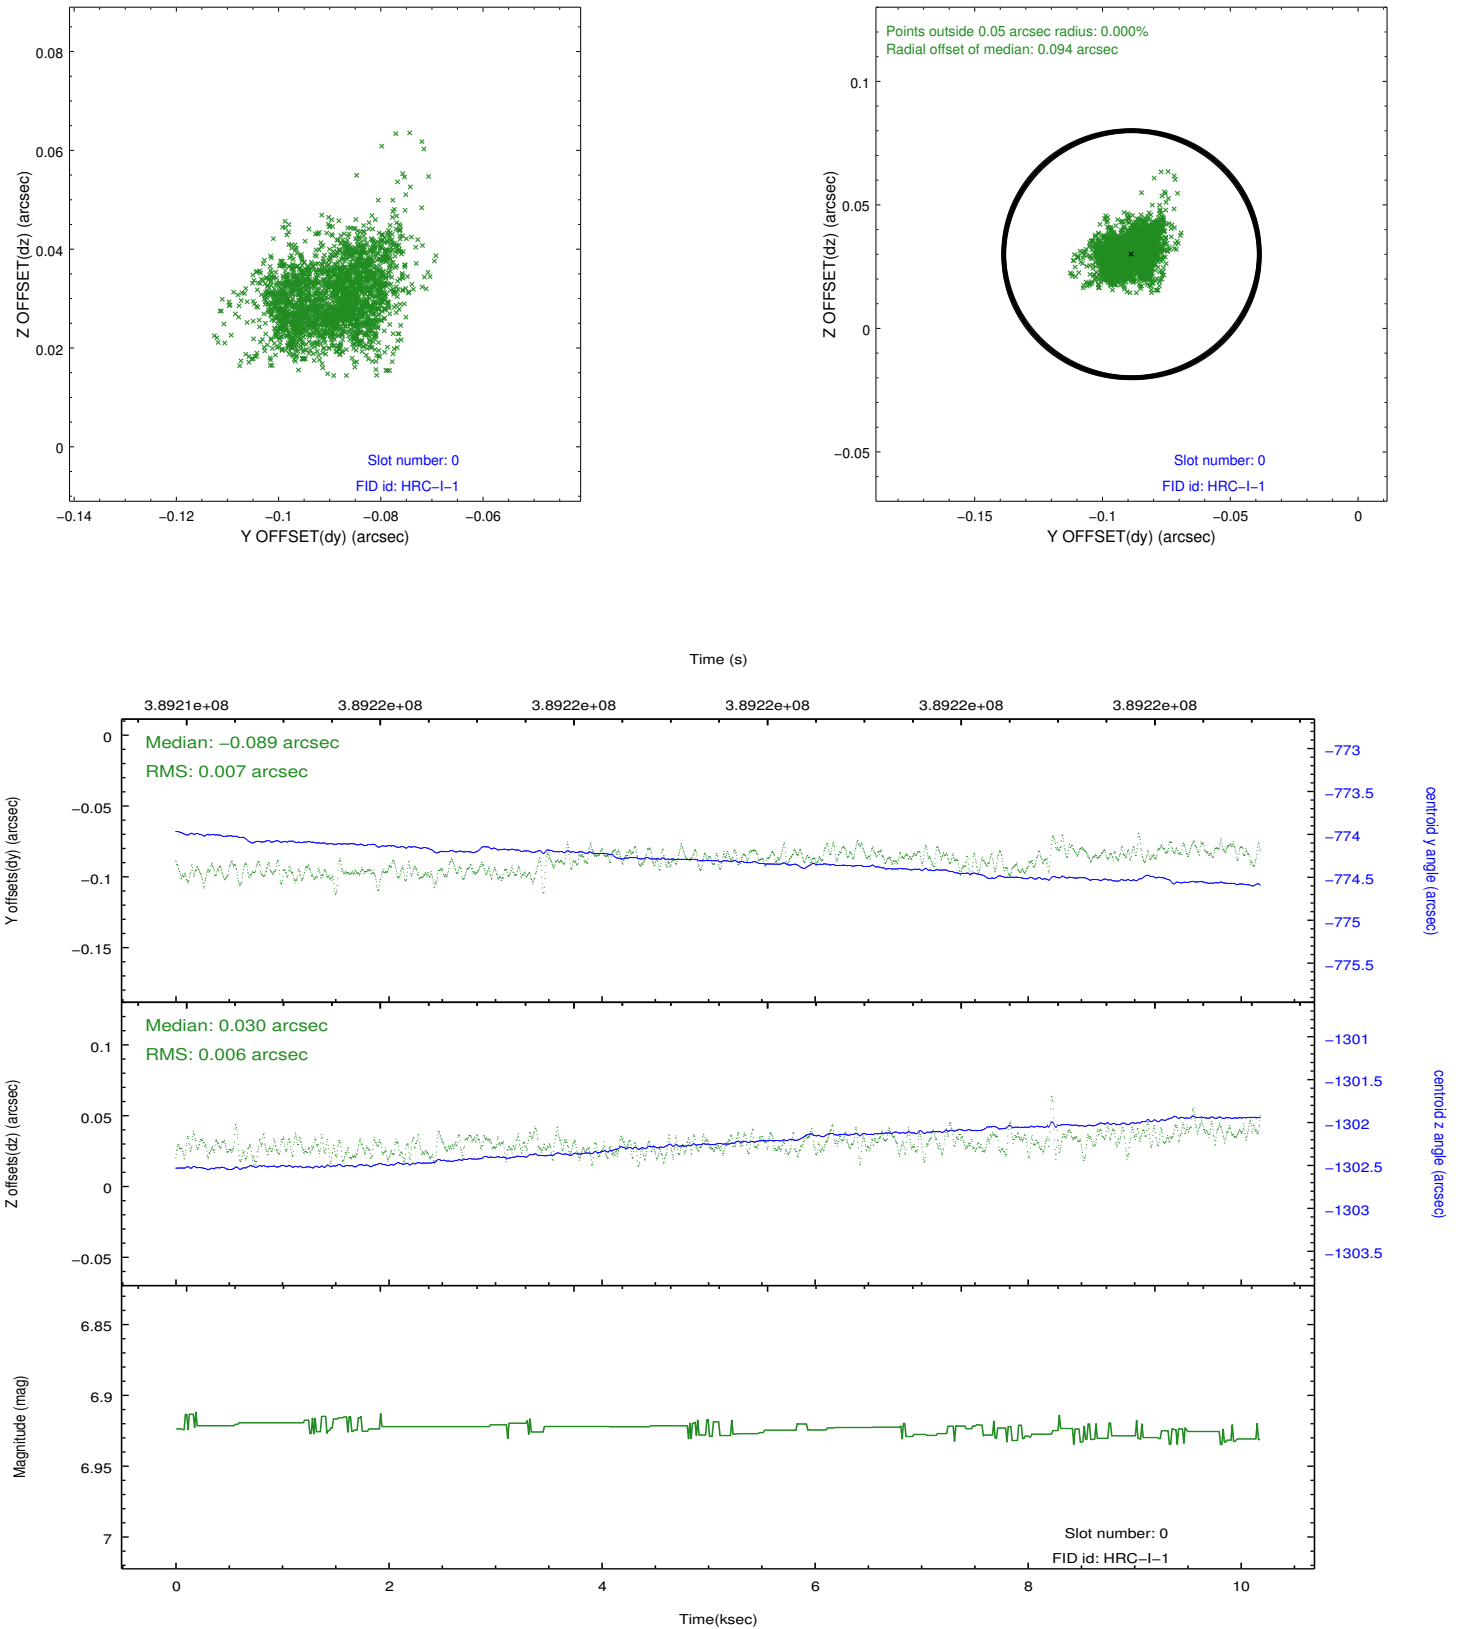 0.08
0.06
0.04
0.02
0
Z OFFSET(dz) (arcsec)
Slot number: 0
FID id: HRC−I−1
−0.14 −0.12 −0.1 −0.08 −0.06
Y OFFSET(dy) (arcsec)
Points outside 0.05 arcsec radius: 0.000%
Radial offset of median: 0.094 arcsec
0.1
0.05
0
−0.05
Z OFFSET(dz) (arcsec)
Slot number: 0
FID id: HRC−I−1
−0.15 −0.1 −0.05 0
Y OFFSET(dy) (arcsec)
Time (s)
3.8921e+08 3.8922e+08 3.8922e+08 3.8922e+08 3.8922e+08 3.8922e+08
Median: −0.089 arcsec
RMS: 0.007 arcsec
0
−0.05
−0.1
−0.15
Y offsets(dy) (arcsec)
−773
−773.5
−774
−774.5
−775
−775.5
centroid y angle (arcsec)
Median: 0.030 arcsec
RMS: 0.006 arcsec
0.1
0.05
0
−0.05
Z offsets(dz) (arcsec)
−1301
−1301.5
−1302
−1302.5
−1303
−1303.5
centroid z angle (arcsec)
6.85
6.9
6.95
7
Magnitude (mag)
Slot number: 0
FID id: HRC−I−1
0 2 4 6 8 10
Time(ksec)